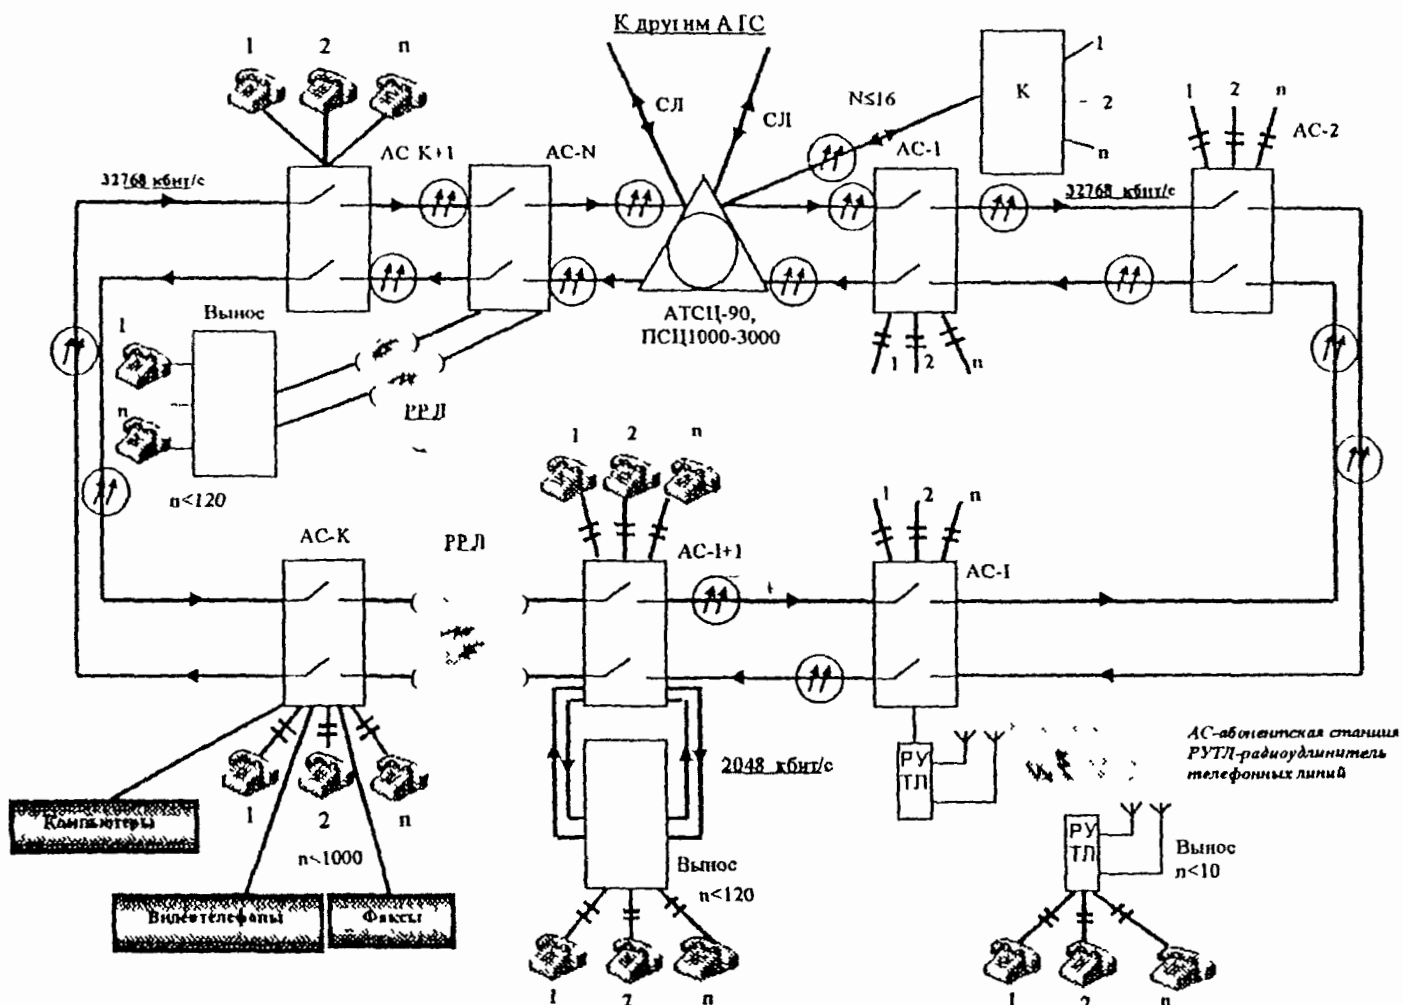 К другим АТС
1 2 n
СЛ
СЛ
N≤16
К
1
2
n
1 2 n
АС-2
АС К+1
АС-N
АС-1
32768 кбит/с
32768 кбит/с
Вынос
1
n
n<120
РРЛ
АТСЦ-90,
ПСЦ1000-3000
1 2 n
1 2 n
1 2 n
АС-К
РРЛ
АС-I+1
АС-I
2048 кбит/с
РУ
ТЛ
АС-абонентская станция
РУТЛ-радиоудлинитель
телефонных линий
Компьютеры
1 2 n
n<1000
Видеотелефаны
Факсы
Вынос
n<120
РУ
ТЛ
Вынос
n<10
1 2 n
1 2 n